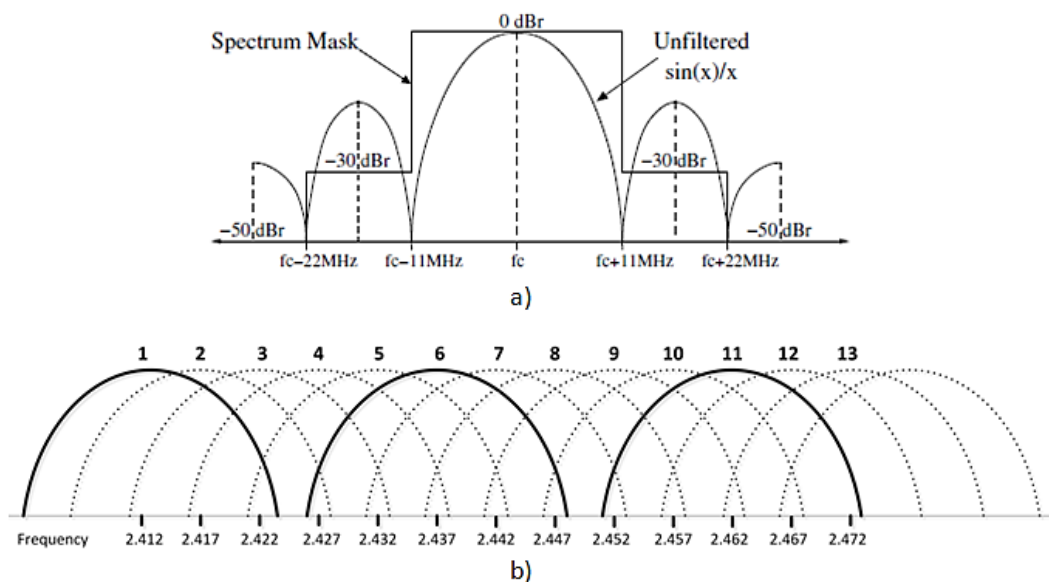 0 dBr
Spectrum Mask
Unfiltered
sin(x)/x
−30 dBr
−30 dBr
−50 dBr
−50 dBr
fc−22MHz fc−11MHz fc fc+11MHz fc+22MHz
a)
1 2 3 4 5 6 7 8 9 10 11 12 13
Frequency 2.412 2.417 2.422 2.427 2.432 2.437 2.442 2.447 2.452 2.457 2.462 2.467 2.472
b)